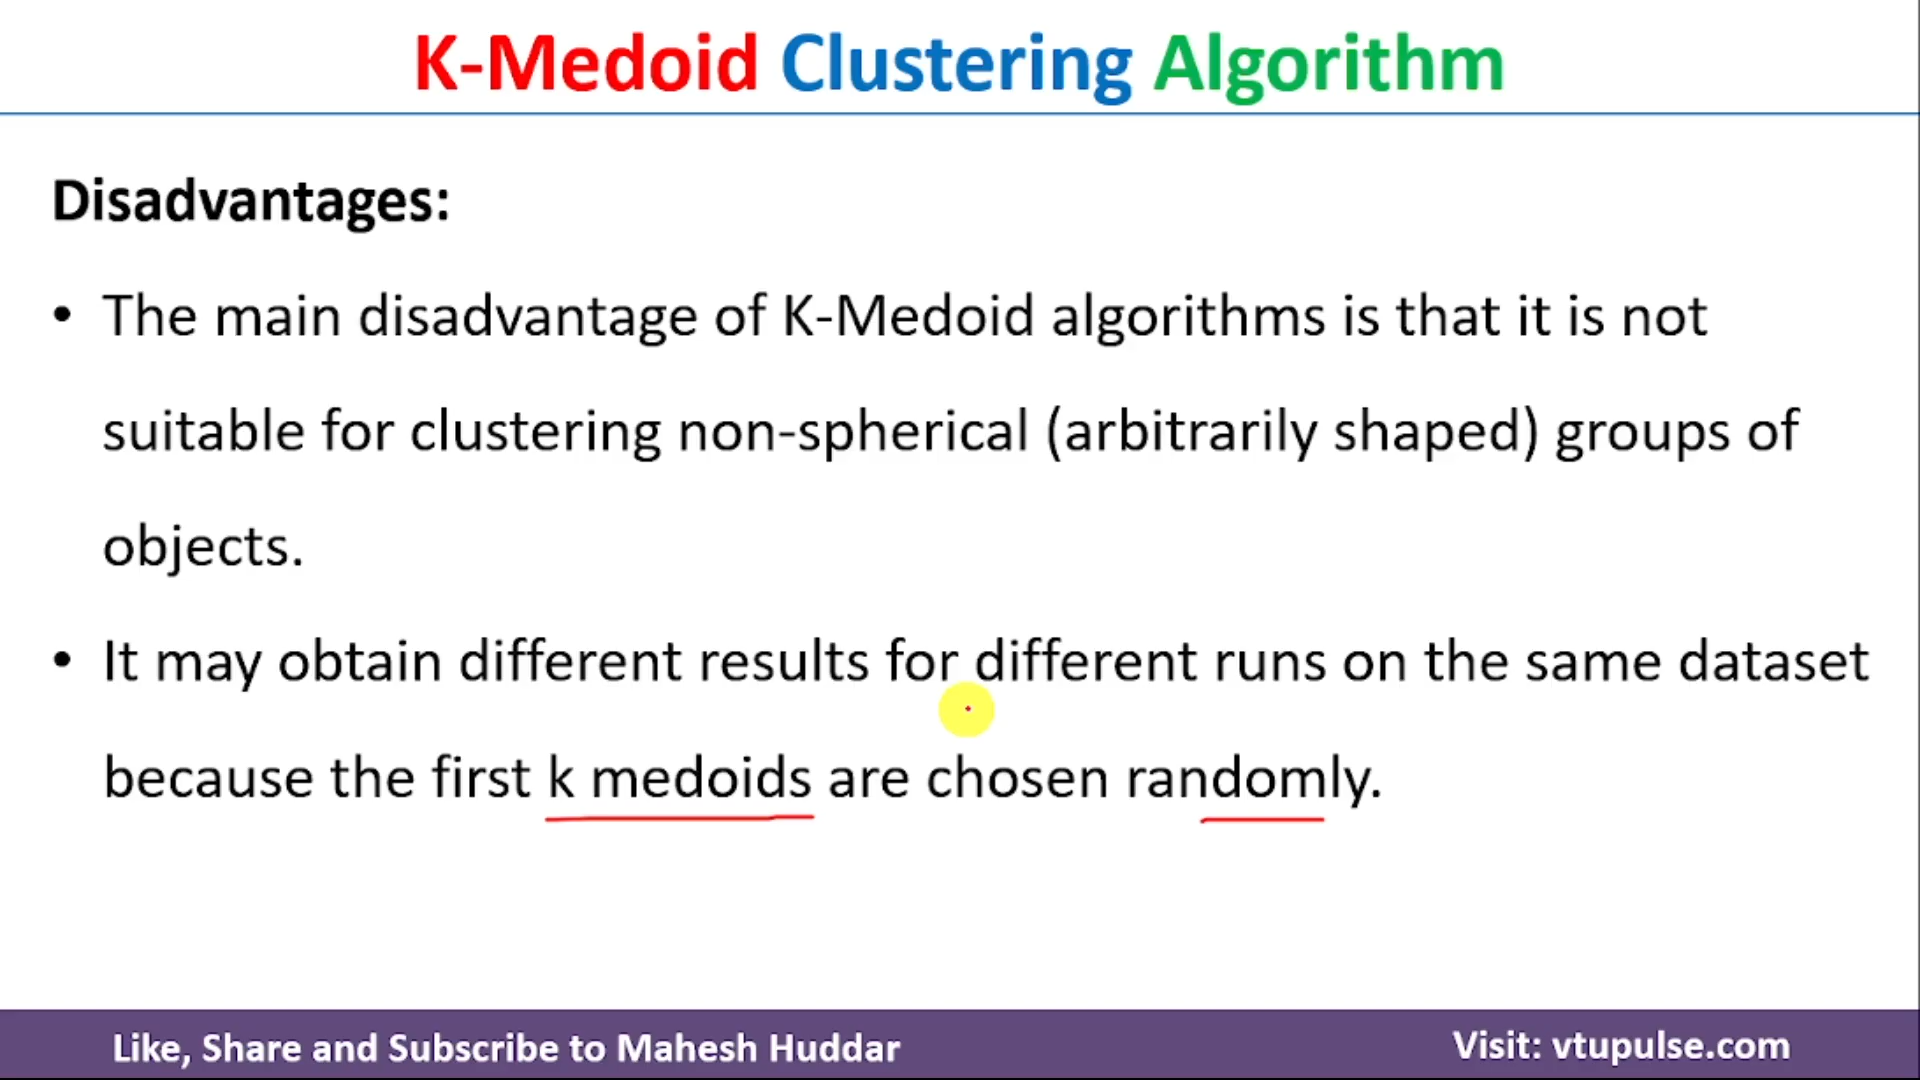 K-Medoid Clustering Algorithm
Disadvantages:
• The main disadvantage of K-Medoid algorithms is that it is not
suitable for clustering non-spherical (arbitrarily shaped) groups of
objects.
• It may obtain different results for different runs on the same dataset
because the first k medoids are chosen randomly.
Like, Share and Subscribe to Mahesh Huddar
Visit: vtupulse.com